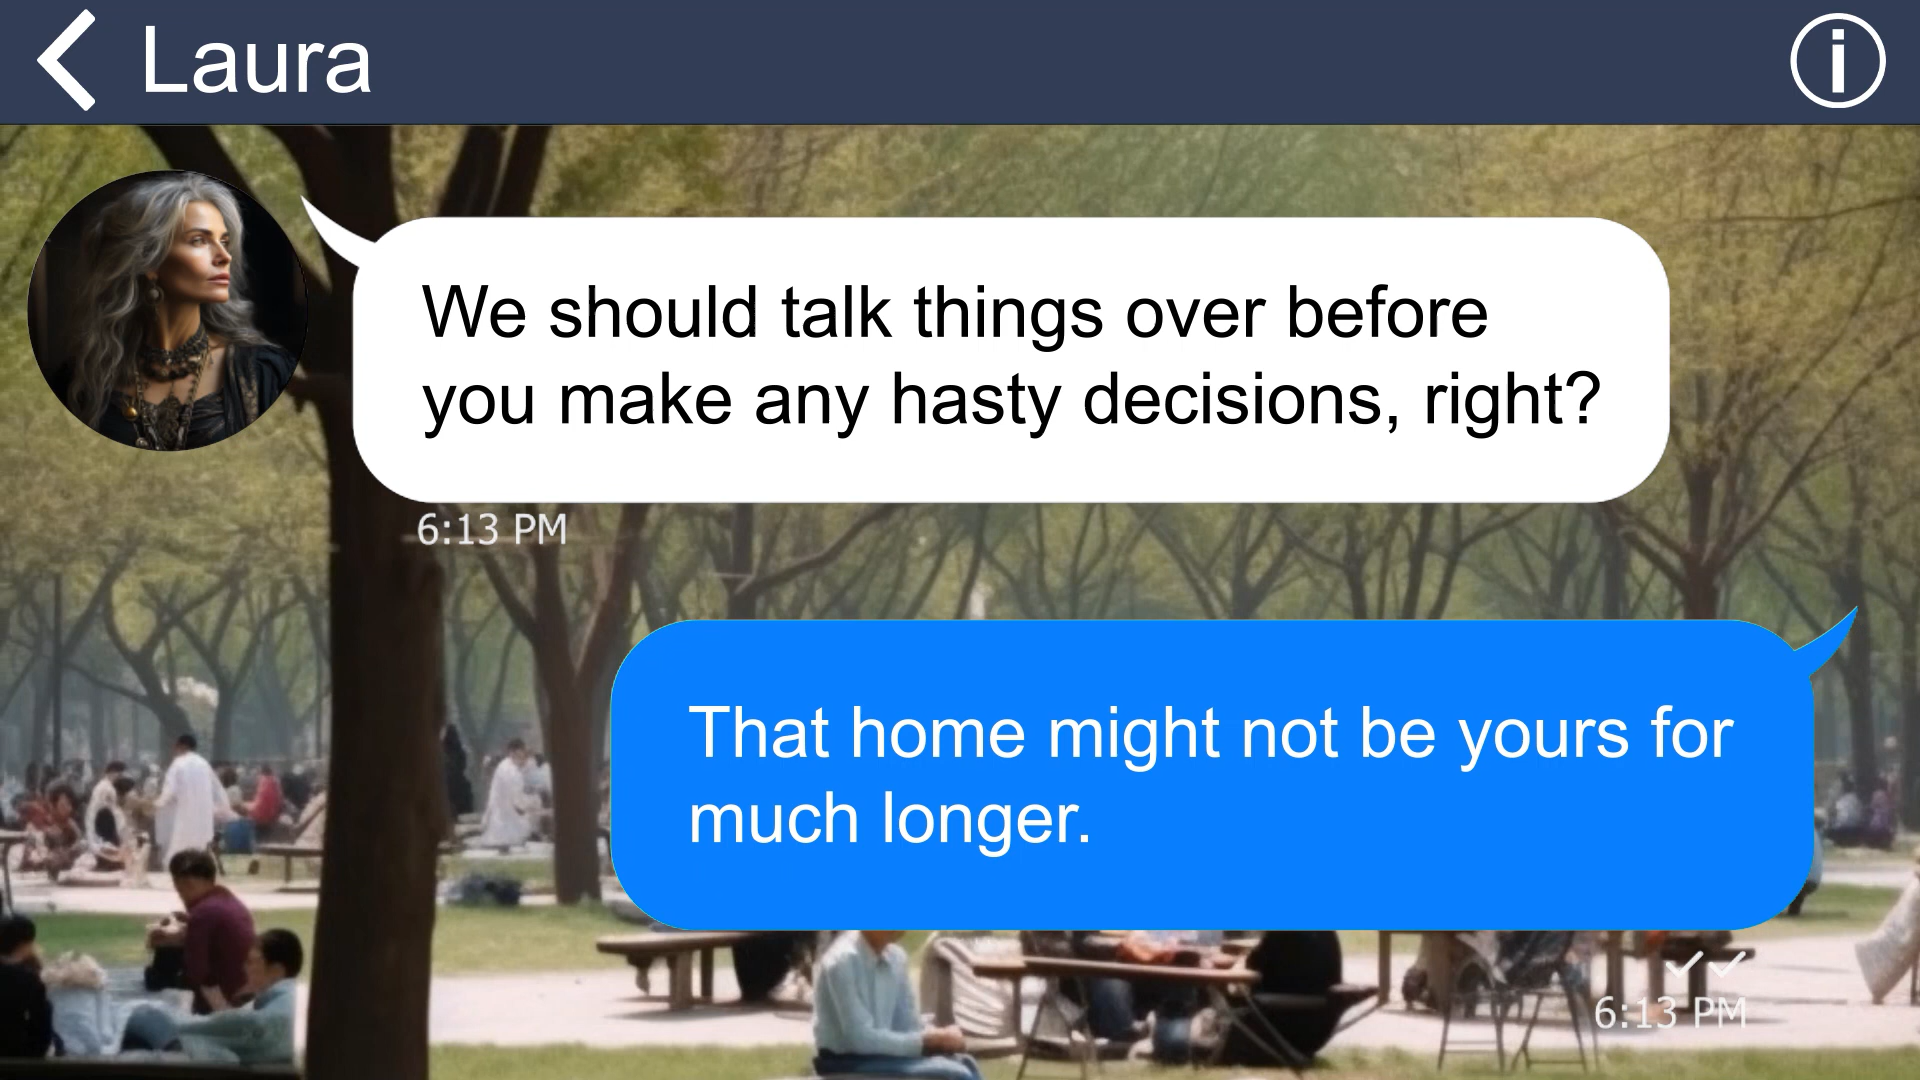 Laura
We should talk things over before
you make any hasty decisions, right?
6:13 PM
That home might not be yours for
much longer.
6:13 PM